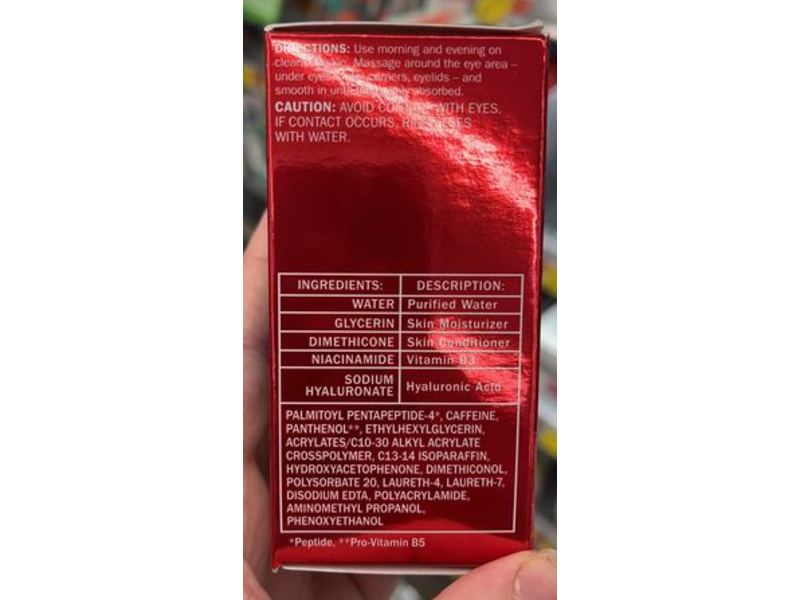 DIRECTIONS: Use morning and evening on
cleansed skin. Massage around the eye area –
under eyes, corners, eyelids – and
smooth in until absorbed.
CAUTION: AVOID CONTACT WITH EYES.
IF CONTACT OCCURS, RINSE EYES
WITH WATER.
INGREDIENTS: DESCRIPTION:
WATER Purified Water
GLYCERIN Skin Moisturizer
DIMETHICONE Skin Conditioner
NIACINAMIDE Vitamin B3
SODIUM
HYALURONATE Hyaluronic Acid
PALMITOYL PENTAPEPTIDE-4*, CAFFEINE,
PANTHENOL**, ETHYLHEXYLGLYCERIN,
ACRYLATES/C10-30 ALKYL ACRYLATE
CROSSPOLYMER, C13-14 ISOPARAFFIN,
HYDROXYACETOPHENONE, DIMETHICONOL,
POLYSORBATE 20, LAURETH-4, LAURETH-7,
DISODIUM EDTA, POLYACRYLAMIDE,
AMINOMETHYL PROPANOL,
PHENOXYETHANOL
*Peptide, **Pro-Vitamin B5